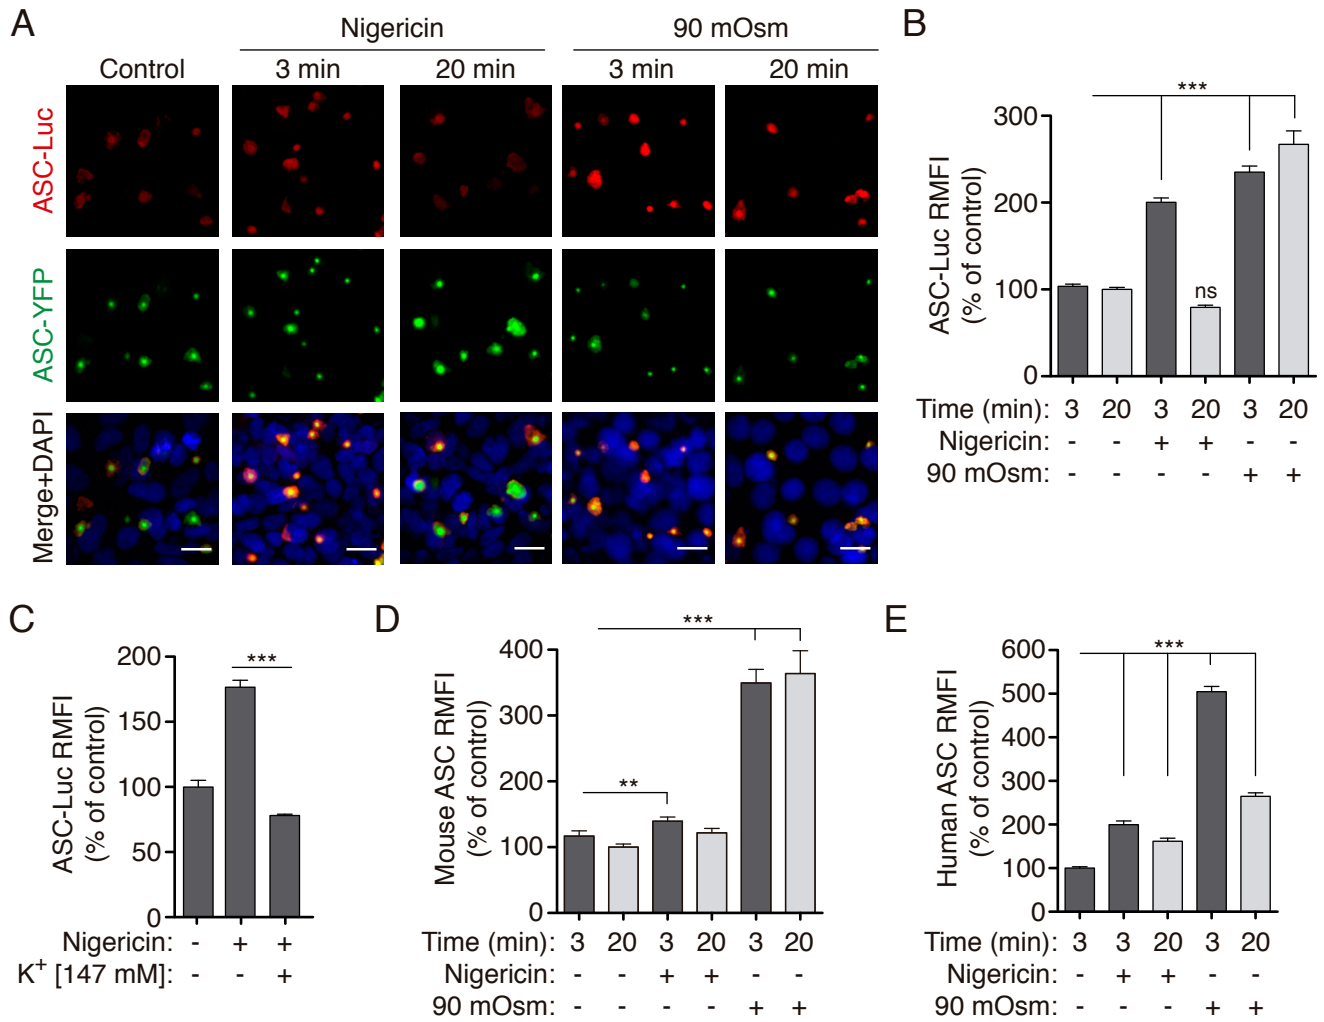 A
Nigericin
90 mOsm
Control
3 min
20 min
3 min
20 min
ASC-Luc
ASC-YFP
Merge+DAPI
B
***
300
200
100
0
ns
ASC-Luc RMFI
(% of control)
Time (min): 3 20 3 20 3 20
Nigericin: - - + + - -
90 mOsm: - - - - + +
C
200
150
100
50
0
***
ASC-Luc RMFI
(% of control)
Nigericin: - + +
K+ [147 mM]: - - +
D
***
400
300
200
100
0
**
Mouse ASC RMFI
(% of control)
Time (min): 3 20 3 20 3 20
Nigericin: - - + + - -
90 mOsm: - - - - + +
E
***
600
500
400
300
200
100
0
Human ASC RMFI
(% of control)
Time (min): 3 3 20 3 20
Nigericin: - + + - -
90 mOsm: - - - + +